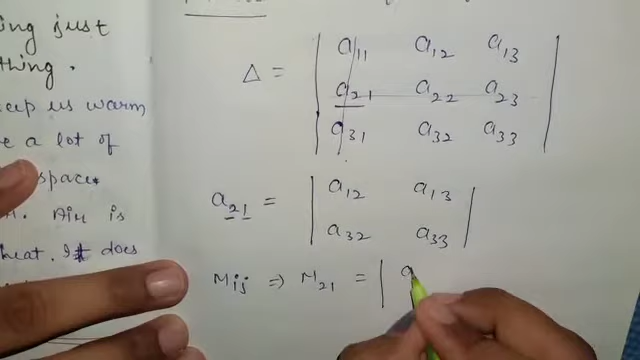 ing just
thing.
keep us warm
e a lot of
space.
Air is
heat. It does
Δ = | a11 a12 a13 |
| a21 a22 a23 |
| a31 a32 a33 |
a21 = | a12 a13 |
| a32 a33 |
Mij ⇒ M21 = | a